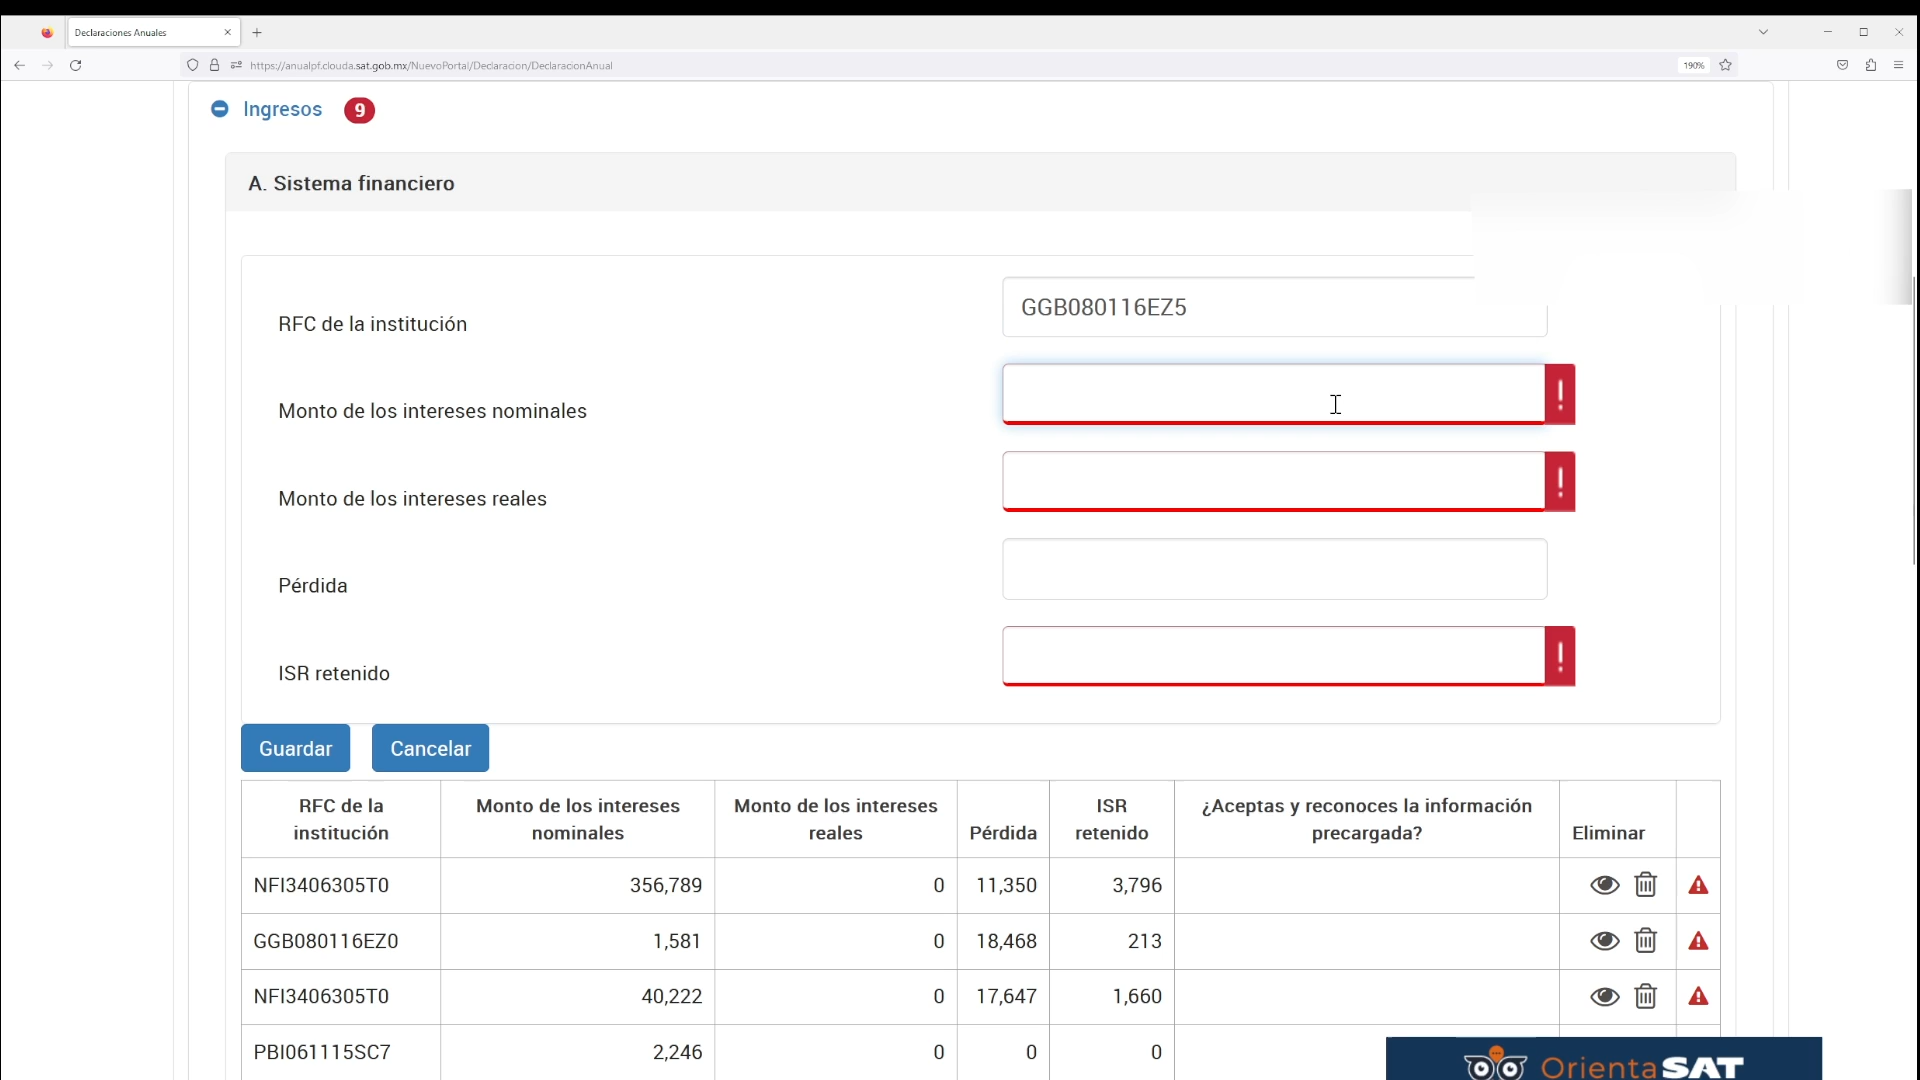 Declaraciones Anuales
https://anualpf.clouda.sat.gob.mx/NuevoPortal/Declaracion/DeclaracionAnual
190%
Ingresos 9
A. Sistema financiero
RFC de la institución
GGB080116EZ5
Monto de los intereses nominales
Monto de los intereses reales
Pérdida
ISR retenido
Guardar Cancelar
RFC de la institución Monto de los intereses nominales Monto de los intereses reales Pérdida ISR retenido ¿Aceptas y reconoces la información precargada? Eliminar
NFI3406305T0 356,789 0 11,350 3,796
GGB080116EZ0 1,581 0 18,468 213
NFI3406305T0 40,222 0 17,647 1,660
PBI061115SC7 2,246 0 0 0
OrientaSAT